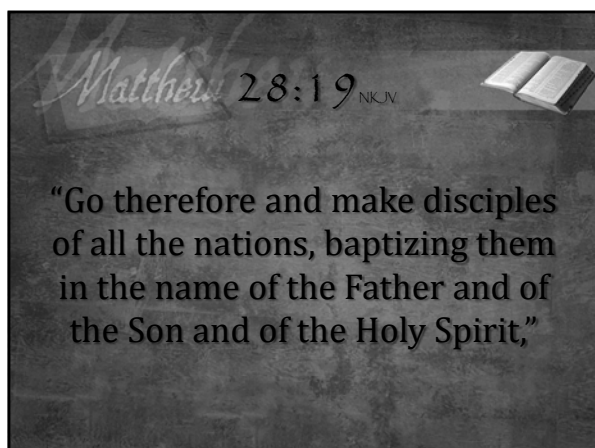 Matthew 28:19 NKJV
“Go therefore and make disciples
of all the nations, baptizing them
in the name of the Father and of
the Son and of the Holy Spirit,”